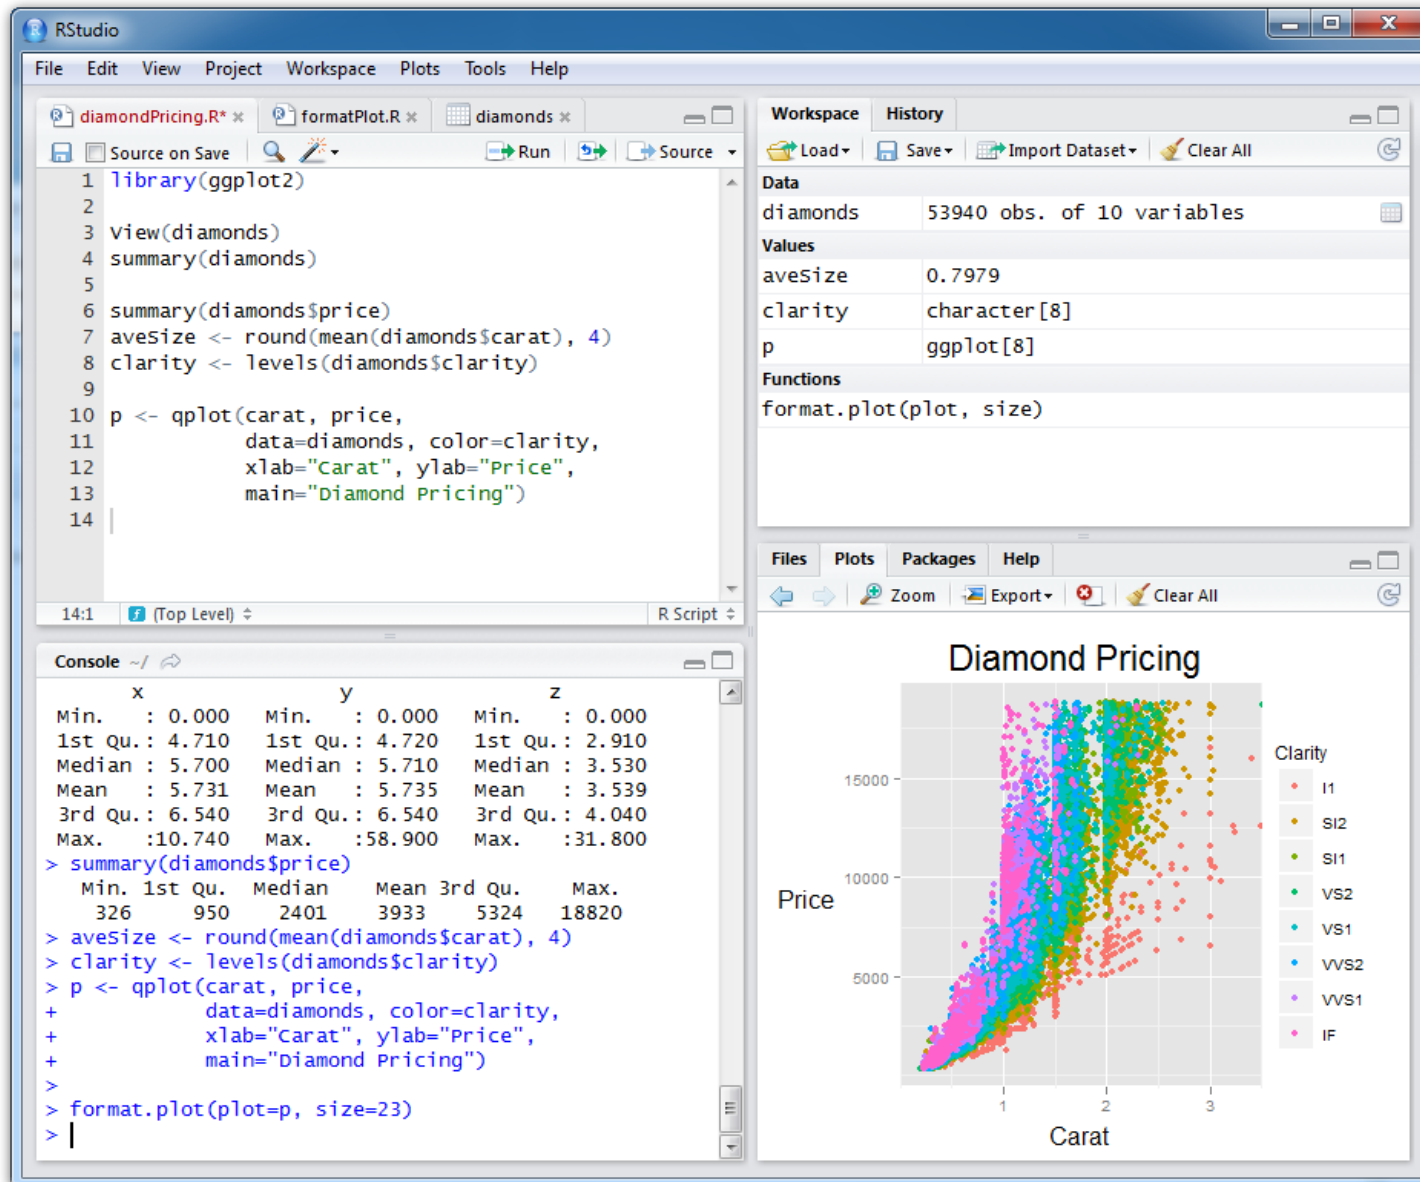 RStudio
File Edit View Project Workspace Plots Tools Help
diamondPricing.R* formatPlot.R diamonds
Source on Save Run Source
1 library(ggplot2)
2
3 View(diamonds)
4 summary(diamonds)
5
6 summary(diamonds$price)
7 aveSize <- round(mean(diamonds$carat), 4)
8 clarity <- levels(diamonds$clarity)
9
10 p <- qplot(carat, price,
11 data=diamonds, color=clarity,
12 xlab="Carat", ylab="Price",
13 main="Diamond Pricing")
14
14:1 (Top Level) R Script
Console ~/
x y z
Min. : 0.000 Min. : 0.000 Min. : 0.000
1st Qu.: 4.710 1st Qu.: 4.720 1st Qu.: 2.910
Median : 5.700 Median : 5.710 Median : 3.530
Mean : 5.731 Mean : 5.735 Mean : 3.539
3rd Qu.: 6.540 3rd Qu.: 6.540 3rd Qu.: 4.040
Max. :10.740 Max. :58.900 Max. :31.800
> summary(diamonds$price)
Min. 1st Qu. Median Mean 3rd Qu. Max.
326 950 2401 3933 5324 18820
> aveSize <- round(mean(diamonds$carat), 4)
> clarity <- levels(diamonds$clarity)
> p <- qplot(carat, price,
+ data=diamonds, color=clarity,
+ xlab="Carat", ylab="Price",
+ main="Diamond Pricing")
>
> format.plot(plot=p, size=23)
>
Workspace History
Load Save Import Dataset Clear All
Data
diamonds 53940 obs. of 10 variables
Values
aveSize 0.7979
clarity character[8]
p ggplot[8]
Functions
format.plot(plot, size)
Files Plots Packages Help
Zoom Export Clear All
Diamond Pricing
Price
15000
10000
5000
1 2 3
Carat
Clarity
I1
SI2
SI1
VS2
VS1
VVS2
VVS1
IF